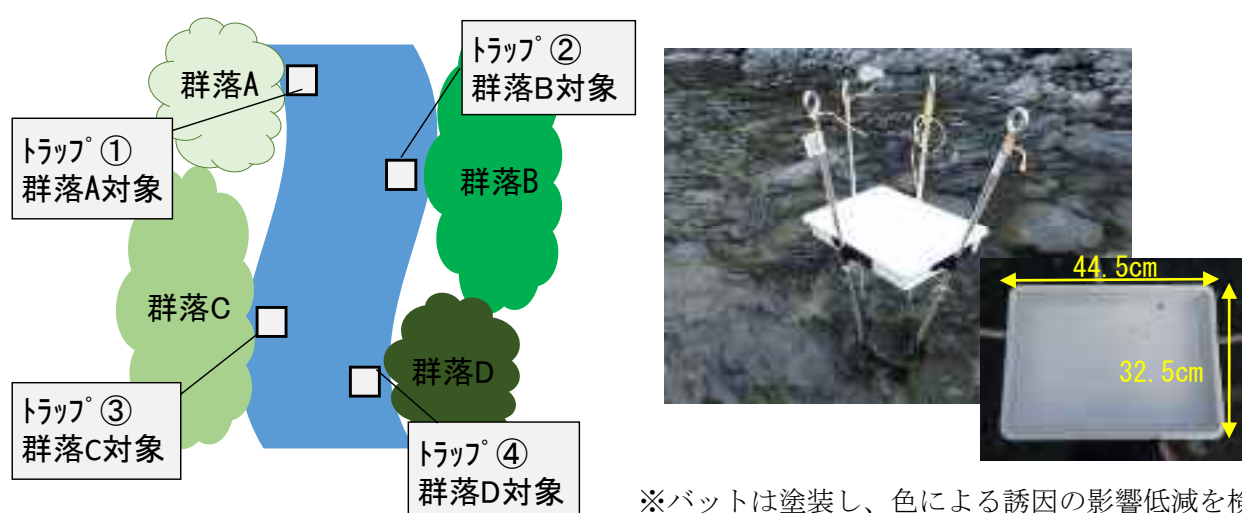 群落A
ﾄﾗｯﾌﾟ①
群落A対象
ﾄﾗｯﾌﾟ②
群落B対象
群落B
群落C
ﾄﾗｯﾌﾟ③
群落C対象
群落D
ﾄﾗｯﾌﾟ④
群落D対象
44.5cm
32.5cm
※バットは塗装し、色による誘因の影響低減を検